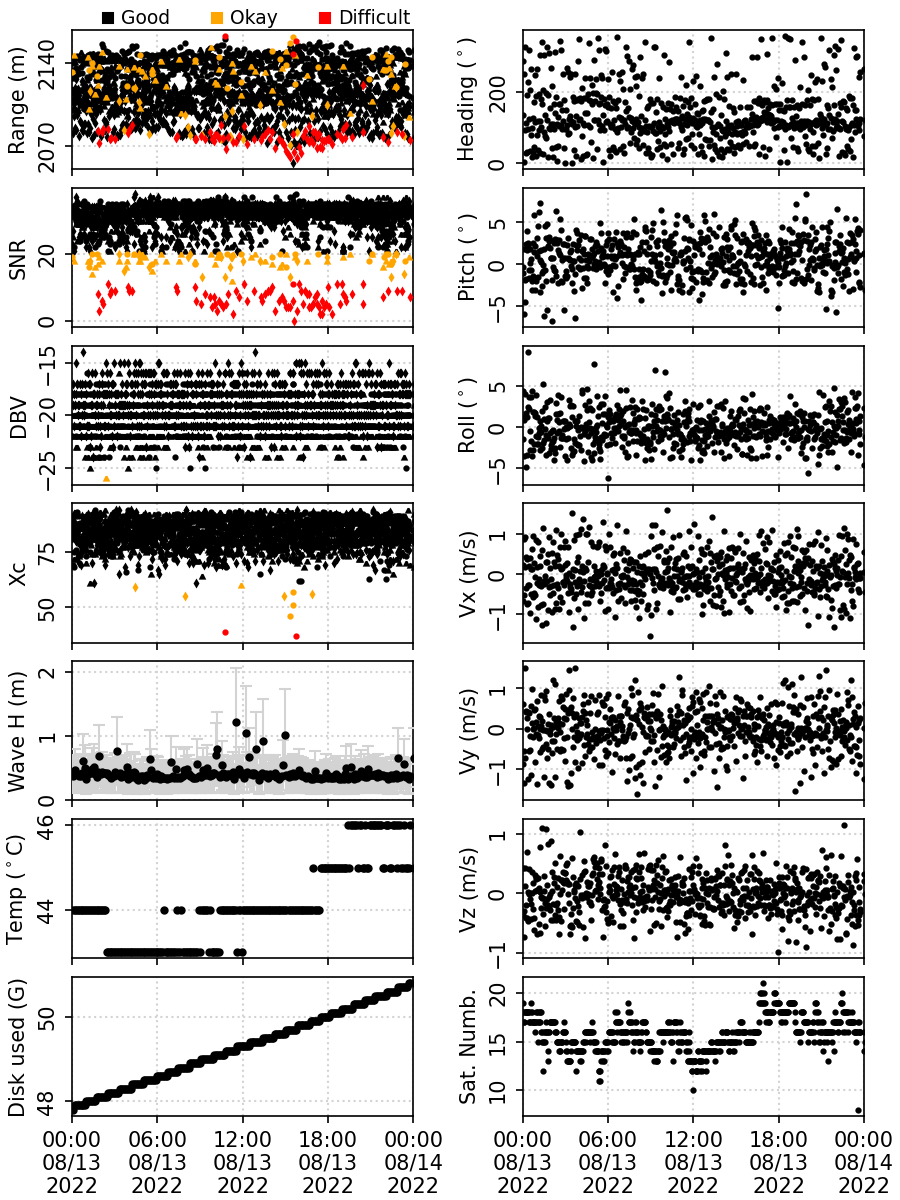 Good Okay Difficult
Range (m)
2140
2070
Heading (°)
200
0
SNR
20
0
Pitch (°)
5
0
−5
DBV
−15
−20
−25
Roll (°)
5
0
−5
Xc
75
50
Vx (m/s)
1
0
−1
Wave H (m)
2
1
0
Vy (m/s)
1
0
−1
Temp (°C)
46
44
Vz (m/s)
1
0
−1
Disk used (G)
50
48
Sat. Numb.
20
15
10
00:00 06:00 12:00 18:00 00:00
08/13 08/13 08/13 08/13 08/14
2022 2022 2022 2022 2022
00:00 06:00 12:00 18:00 00:00
08/13 08/13 08/13 08/13 08/14
2022 2022 2022 2022 2022